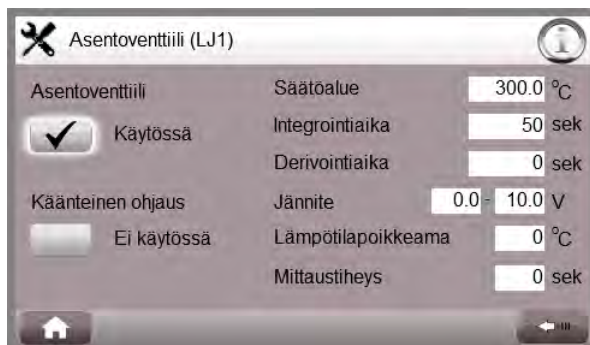 Asentoventtiili (LJ1)
Asentoventtiili
Käytössä
Käänteinen ohjaus
Ei käytössä
Säätöalue 300.0 °C
Integrointiaika 50 sek
Derivointiaika 0 sek
Jännite 0.0 - 10.0 V
Lämpötilapoikkeama 0 °C
Mittaustiheys 0 sek